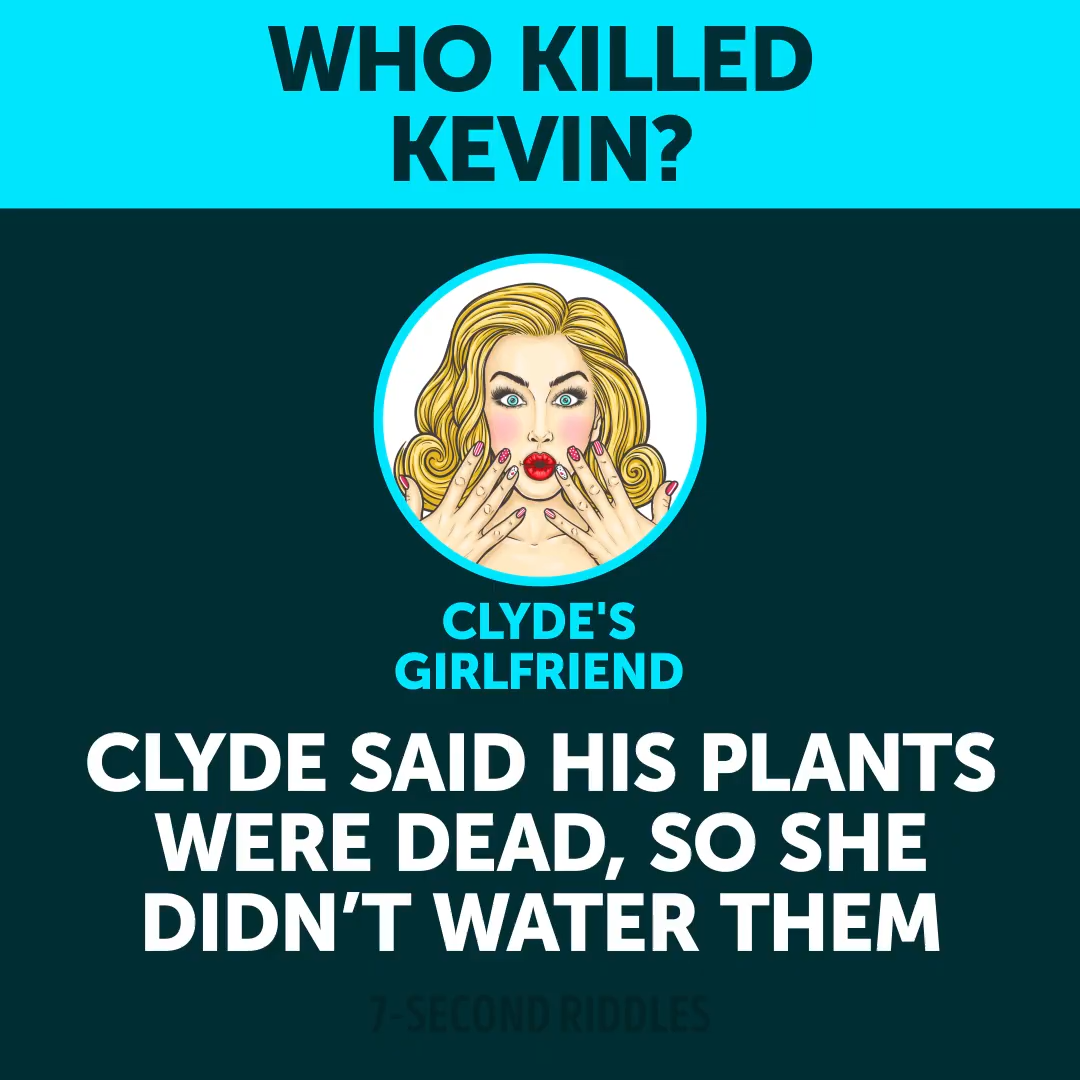 WHO KILLED
KEVIN?
CLYDE'S
GIRLFRIEND
CLYDE SAID HIS PLANTS
WERE DEAD, SO SHE
DIDN’T WATER THEM
7-SECOND RIDDLES